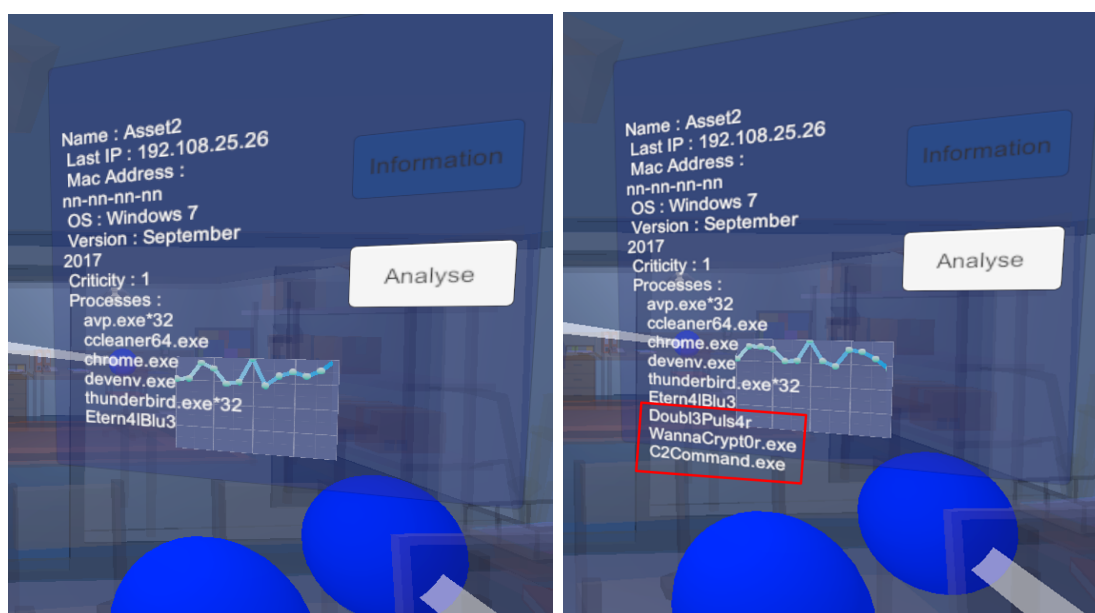 Name : Asset2
Last IP : 192.108.25.26
Mac Address :
nn-nn-nn-nn
OS : Windows 7
Version : September
2017
Criticity : 1
Processes :
avp.exe*32
ccleaner64.exe
chrome.exe
devenv.exe
thunderbird.exe*32
Etern4lBlu3
Information
Analyse
Name : Asset2
Last IP : 192.108.25.26
Mac Address :
nn-nn-nn-nn
OS : Windows 7
Version : September
2017
Criticity : 1
Processes :
avp.exe*32
ccleaner64.exe
chrome.exe
devenv.exe
thunderbird.exe*32
Etern4lBlu3
Doubl3Puls4r
WannaCrypt0r.exe
C2Command.exe
Information
Analyse